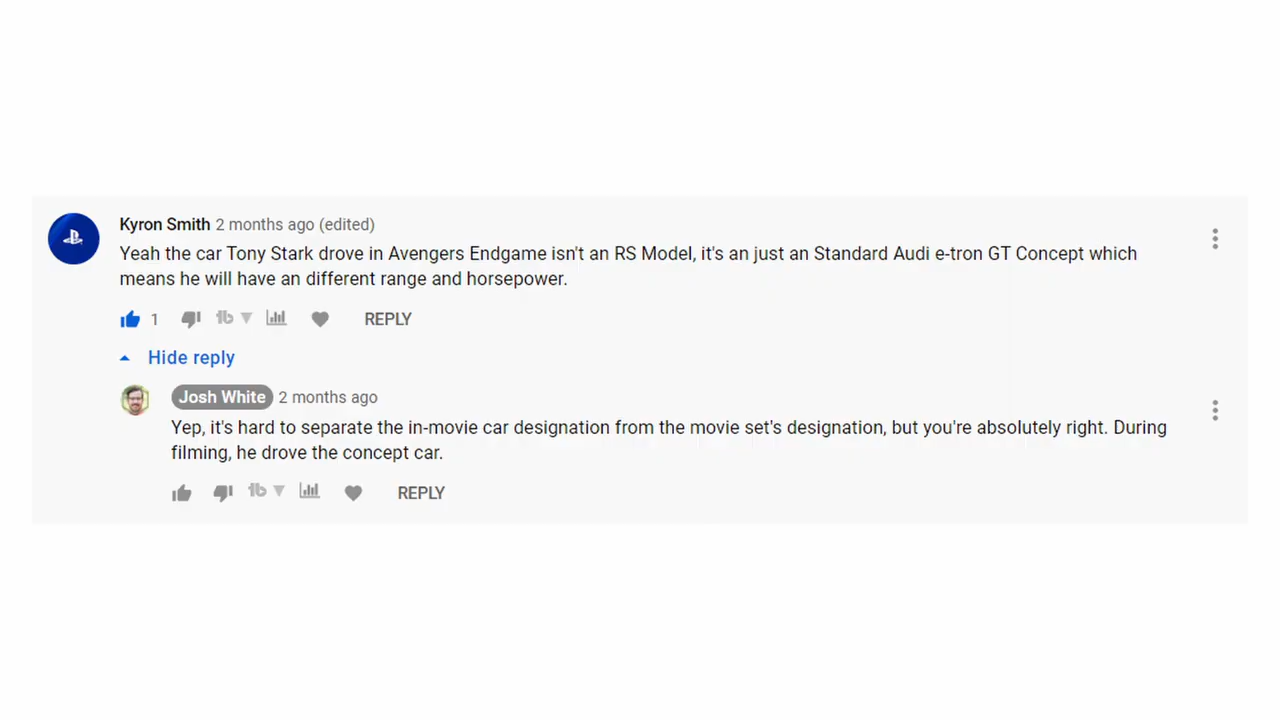 Kyron Smith 2 months ago (edited)
Yeah the car Tony Stark drove in Avengers Endgame isn't an RS Model, it's an just an Standard Audi e-tron GT Concept which
means he will have an different range and horsepower.
1 REPLY
Hide reply
Josh White 2 months ago
Yep, it's hard to separate the in-movie car designation from the movie set's designation, but you're absolutely right. During
filming, he drove the concept car.
REPLY